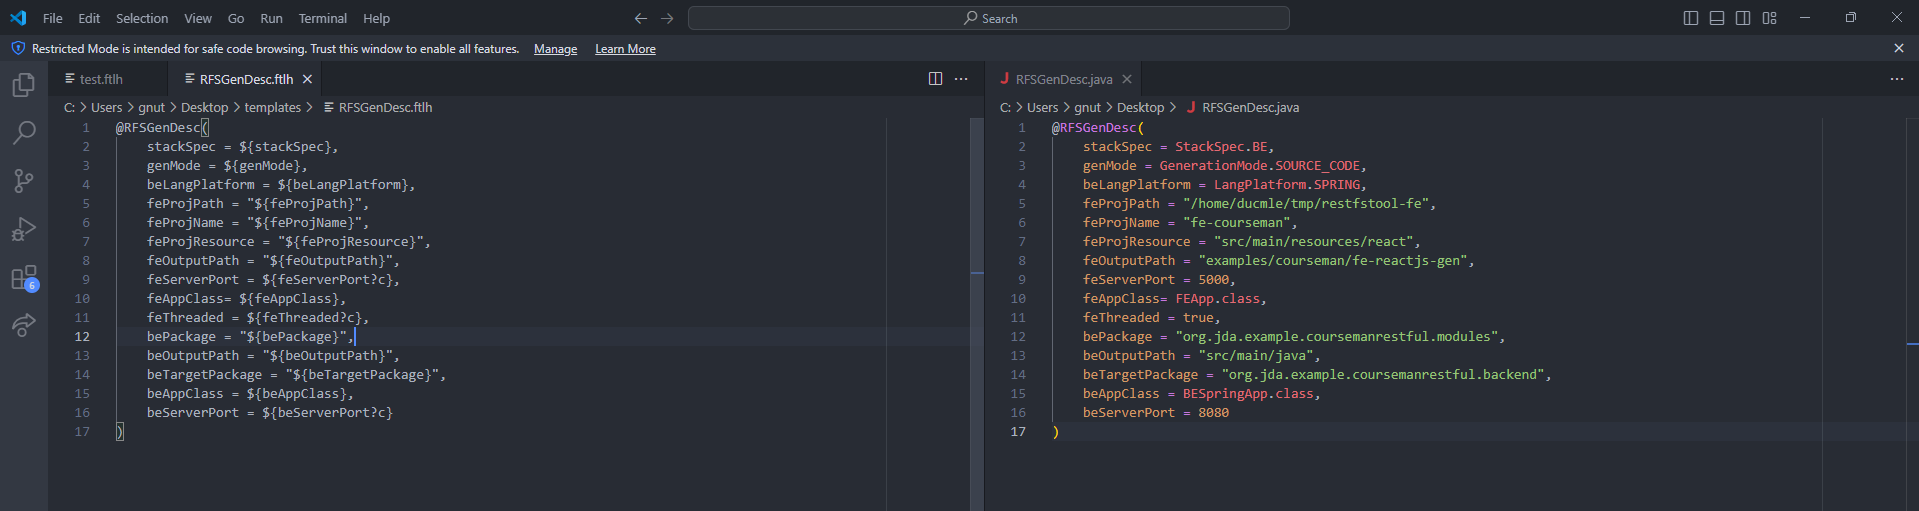 File Edit Selection View Go Run Terminal Help
Search
Restricted Mode is intended for safe code browsing. Trust this window to enable all features. Manage Learn More
test.ftlh RFSGenDesc.ftlh
C: > Users > gnut > Desktop > templates > RFSGenDesc.ftlh
1 @RFSGenDesc(
2 stackSpec = ${stackSpec},
3 genMode = ${genMode},
4 beLangPlatform = ${beLangPlatform},
5 feProjPath = "${feProjPath}",
6 feProjName = "${feProjName}",
7 feProjResource = "${feProjResource}",
8 feOutputPath = "${feOutputPath}",
9 feServerPort = ${feServerPort?c},
10 feAppClass= ${feAppClass},
11 feThreaded = ${feThreaded?c},
12 bePackage = "${bePackage}",
13 beOutputPath = "${beOutputPath}",
14 beTargetPackage = "${beTargetPackage}",
15 beAppClass = ${beAppClass},
16 beServerPort = ${beServerPort?c}
17 )
6
RFSGenDesc.java
C: > Users > gnut > Desktop > RFSGenDesc.java
1 @RFSGenDesc(
2 stackSpec = StackSpec.BE,
3 genMode = GenerationMode.SOURCE_CODE,
4 beLangPlatform = LangPlatform.SPRING,
5 feProjPath = "/home/ducmle/tmp/restfstool-fe",
6 feProjName = "fe-courseman",
7 feProjResource = "src/main/resources/react",
8 feOutputPath = "examples/courseman/fe-reactjs-gen",
9 feServerPort = 5000,
10 feAppClass= FEApp.class,
11 feThreaded = true,
12 bePackage = "org.jda.example.coursemanrestful.modules",
13 beOutputPath = "src/main/java",
14 beTargetPackage = "org.jda.example.coursemanrestful.backend",
15 beAppClass = BESpringApp.class,
16 beServerPort = 8080
17 )